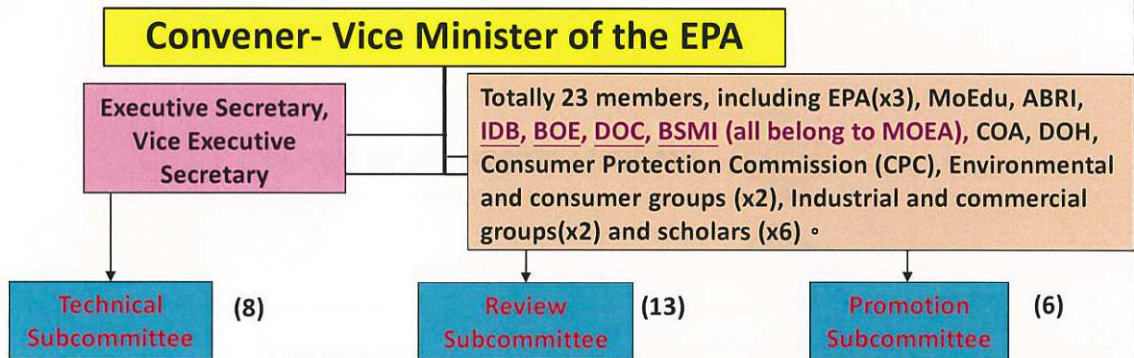 Convener- Vice Minister of the EPA
Executive Secretary,
Vice Executive
Secretary
Totally 23 members, including EPA(x3), MoEdu, ABRI,
IDB, BOE, DOC, BSMI (all belong to MOEA), COA, DOH,
Consumer Protection Commission (CPC), Environmental
and consumer groups (x2), Industrial and commercial
groups(x2) and scholars (x6) 。
Technical
Subcommittee
(8)
Review
Subcommittee
(13)
Promotion
Subcommittee
(6)